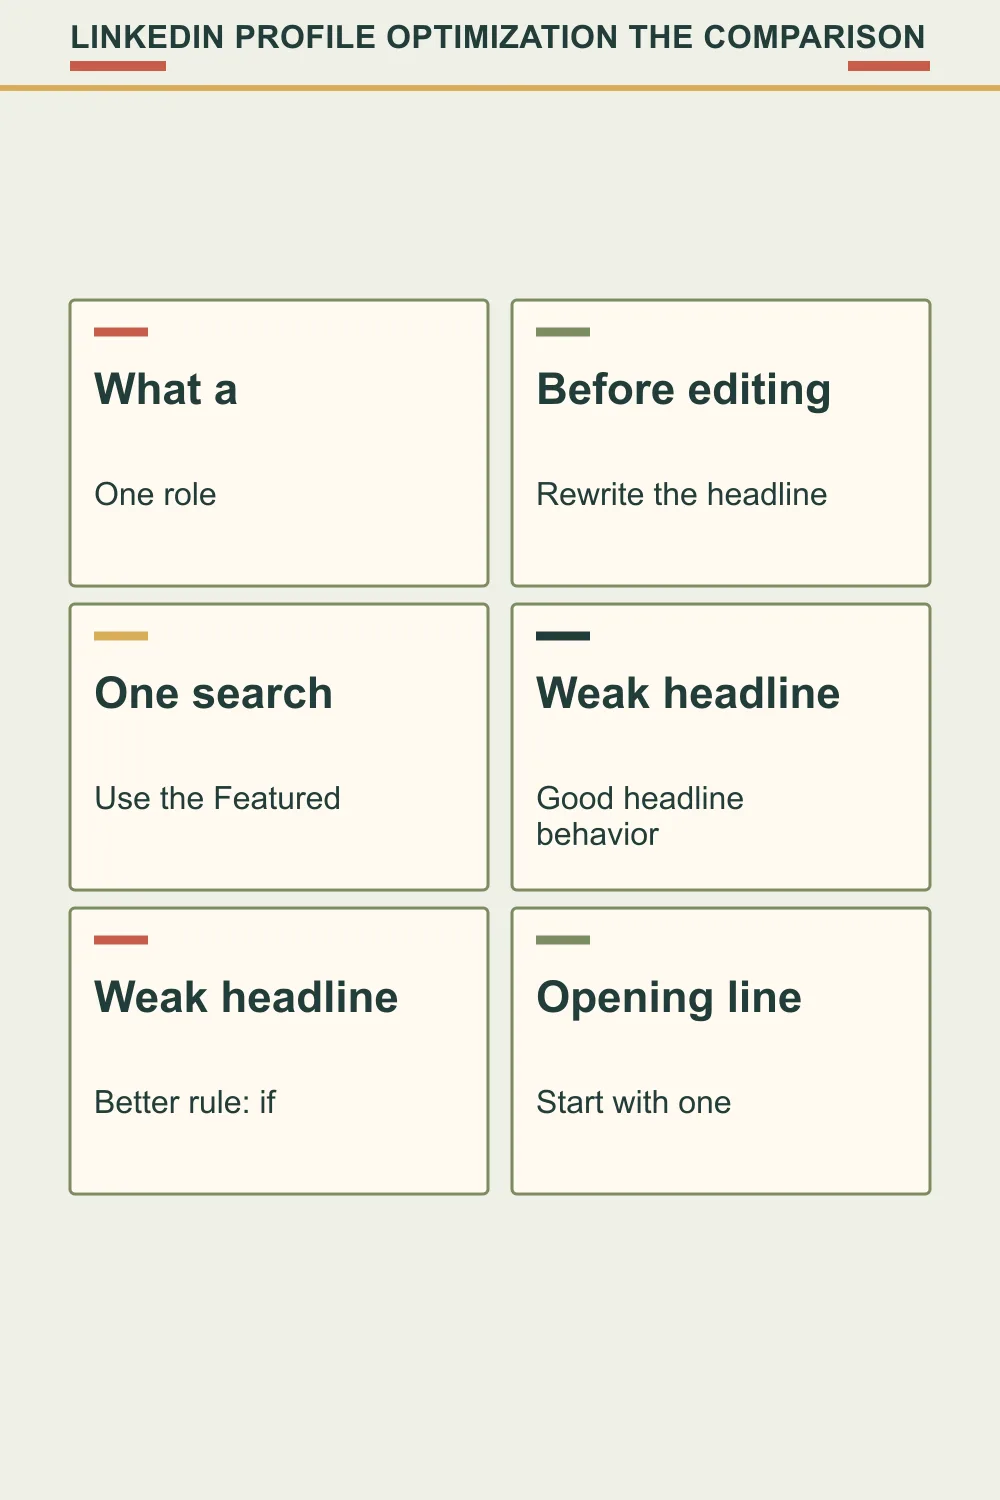 LINKEDIN PROFILE OPTIMIZATION THE COMPARISON
What a
One role
Before editing
Rewrite the headline
One search
Use the Featured
Weak headline
Good headline
behavior
Weak headline
Better rule: if
Opening line
Start with one